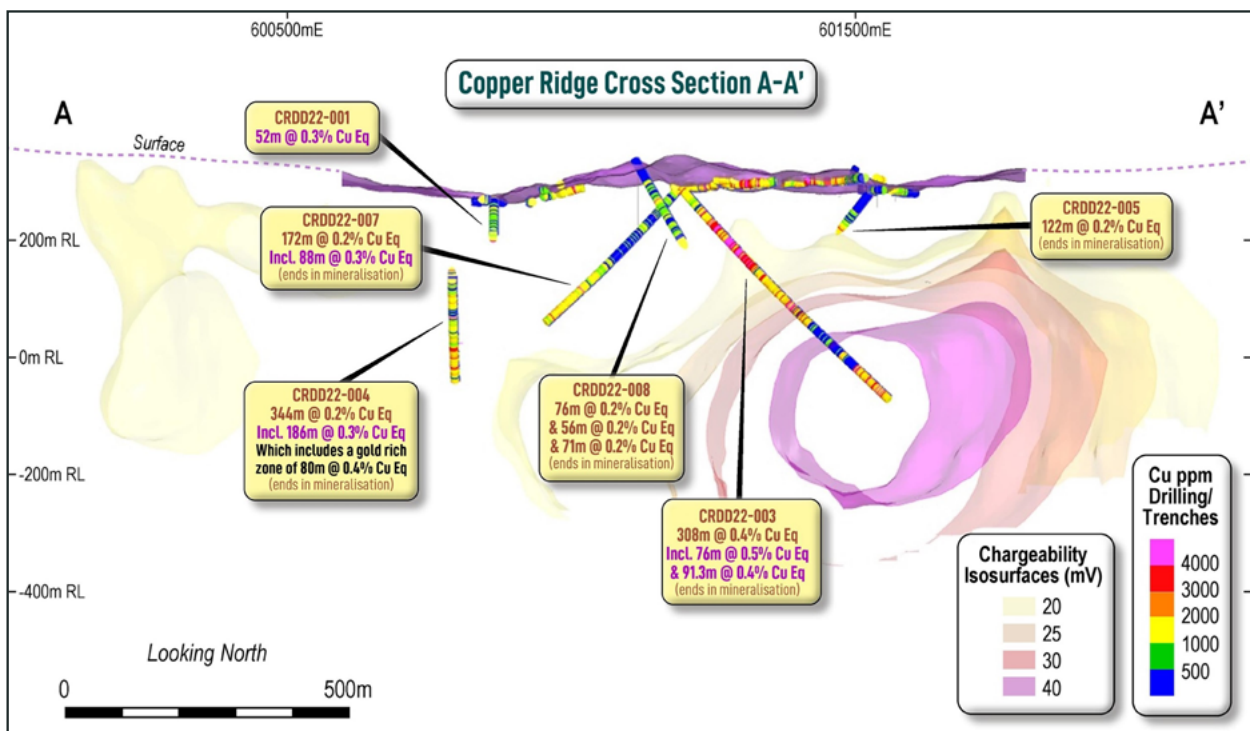 600500mE
601500mE
Copper Ridge Cross Section A-A'
A
A'
Surface
CRDD22-001
52m @ 0.3% Cu Eq
CRDD22-007
172m @ 0.2% Cu Eq
Incl. 88m @ 0.3% Cu Eq
(ends in mineralisation)
CRDD22-005
122m @ 0.2% Cu Eq
(ends in mineralisation)
200m RL
0m RL
-200m RL
-400m RL
CRDD22-004
344m @ 0.2% Cu Eq
Incl. 186m @ 0.3% Cu Eq
Which includes a gold rich
zone of 80m @ 0.4% Cu Eq
(ends in mineralisation)
CRDD22-008
76m @ 0.2% Cu Eq
& 56m @ 0.2% Cu Eq
& 71m @ 0.2% Cu Eq
(ends in mineralisation)
CRDD22-003
308m @ 0.4% Cu Eq
Incl. 76m @ 0.5% Cu Eq
& 91.3m @ 0.4% Cu Eq
(ends in mineralisation)
Chargeability
Isosurfaces (mV)
20
25
30
40
Cu ppm
Drilling/
Trenches
4000
3000
2000
1000
500
Looking North
0
500m